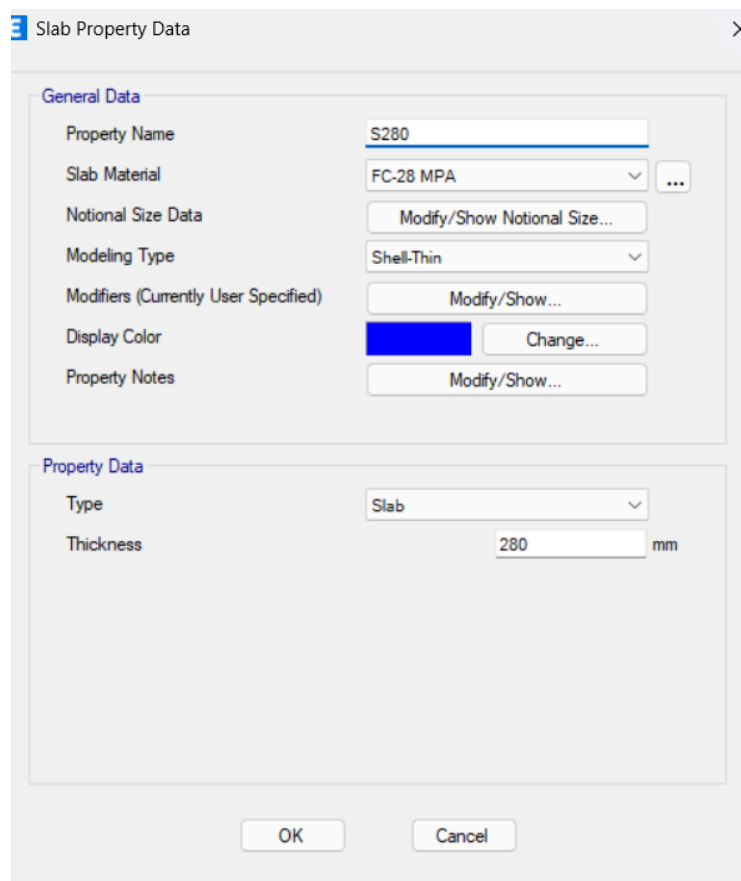 Slab Property Data
General Data
Property Name S280
Slab Material FC-28 MPA ...
Notional Size Data Modify/Show Notional Size...
Modeling Type Shell-Thin
Modifiers (Currently User Specified) Modify/Show...
Display Color Change...
Property Notes Modify/Show...
Property Data
Type Slab
Thickness 280 mm
OK Cancel